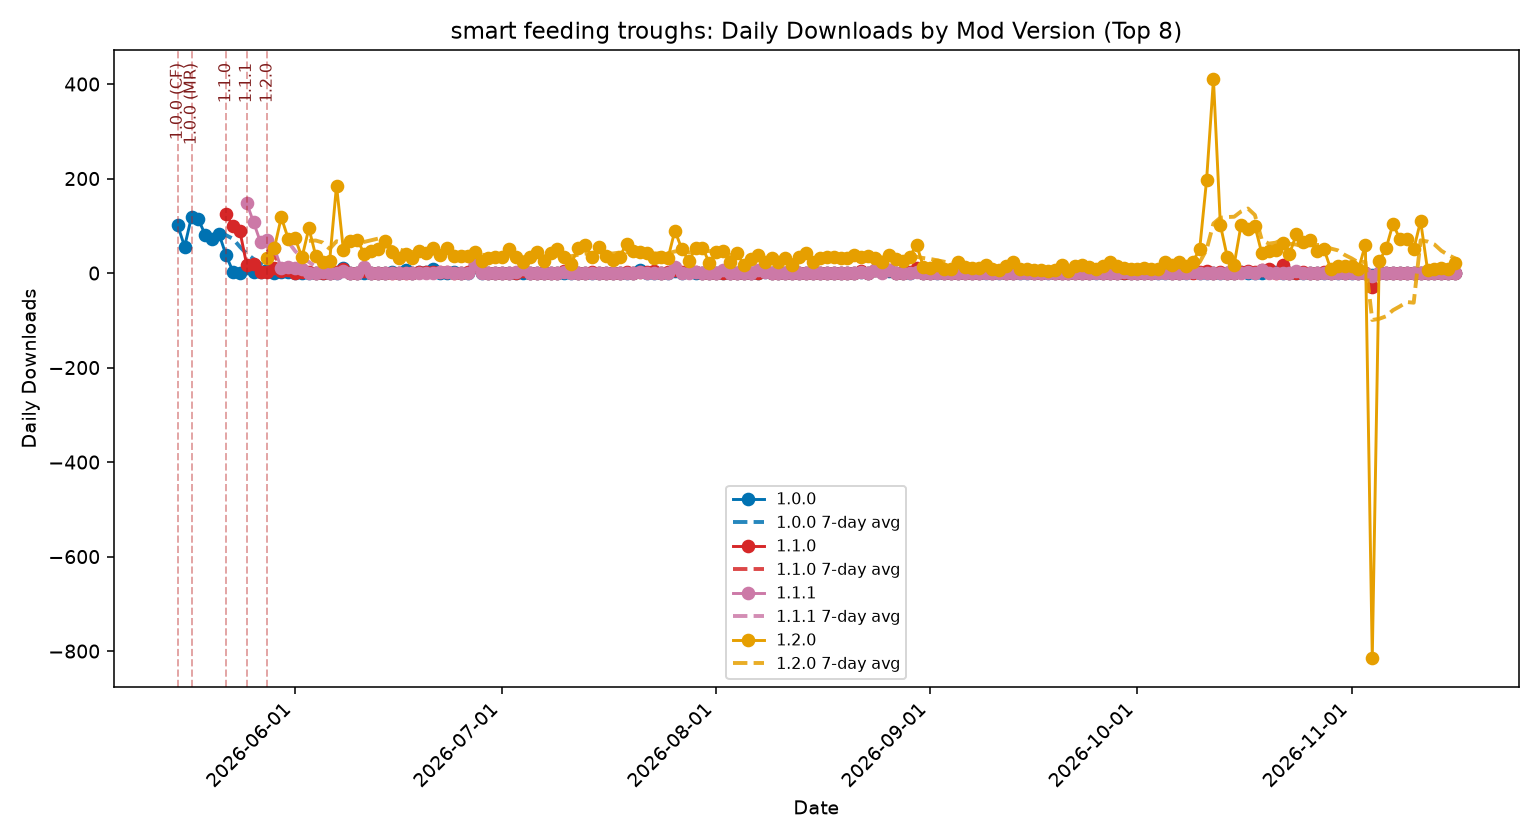 smart feeding troughs: Daily Downloads by Mod Version (Top 8)
1.0.0 (CF)
1.0.0 (MR)
1.1.0
1.1.1
1.2.0
400
200
0
−200
−400
−600
−800
Daily Downloads
1.0.0
1.0.0 7-day avg
1.1.0
1.1.0 7-day avg
1.1.1
1.1.1 7-day avg
1.2.0
1.2.0 7-day avg
2026-06-01
2026-07-01
2026-08-01
2026-09-01
2026-10-01
2026-11-01
Date